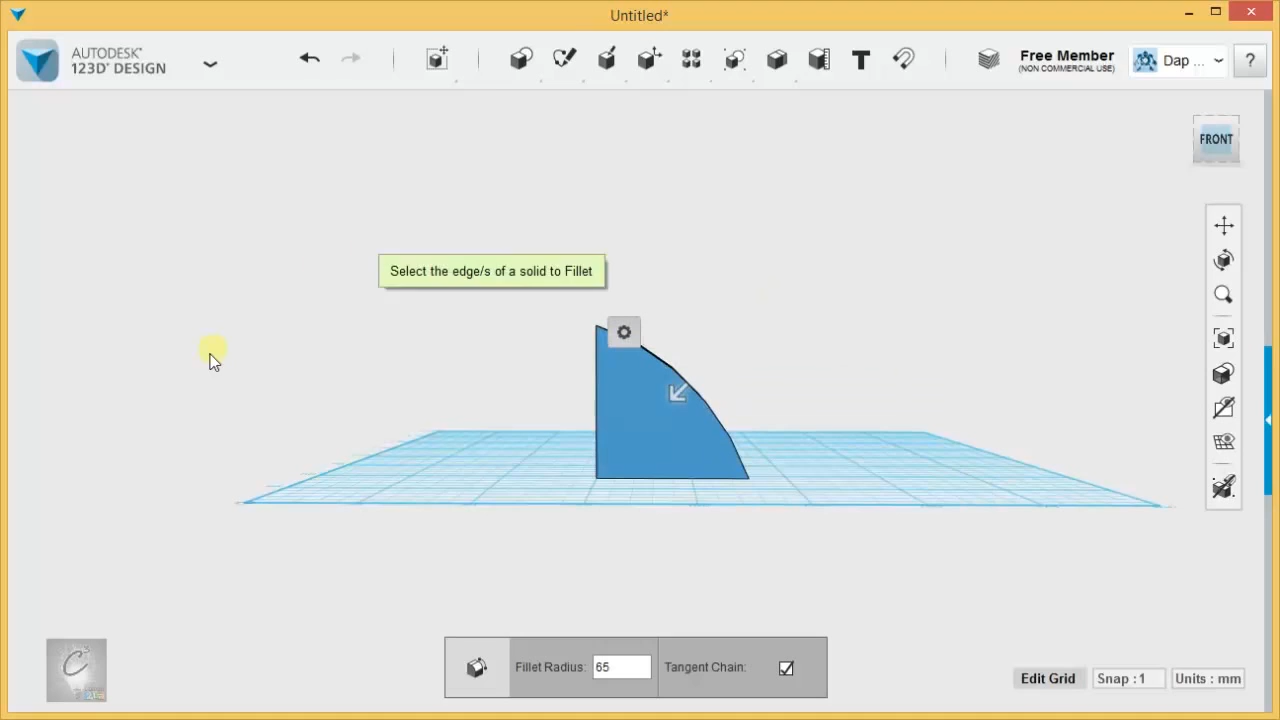 Untitled*
AUTODESK®
123D® DESIGN
Free Member
(NON COMMERCIAL USE)
Dap ...
?
FRONT
Select the edge/s of a solid to Fillet
Fillet Radius: 65
Tangent Chain:
Edit Grid
Snap : 1
Units : mm